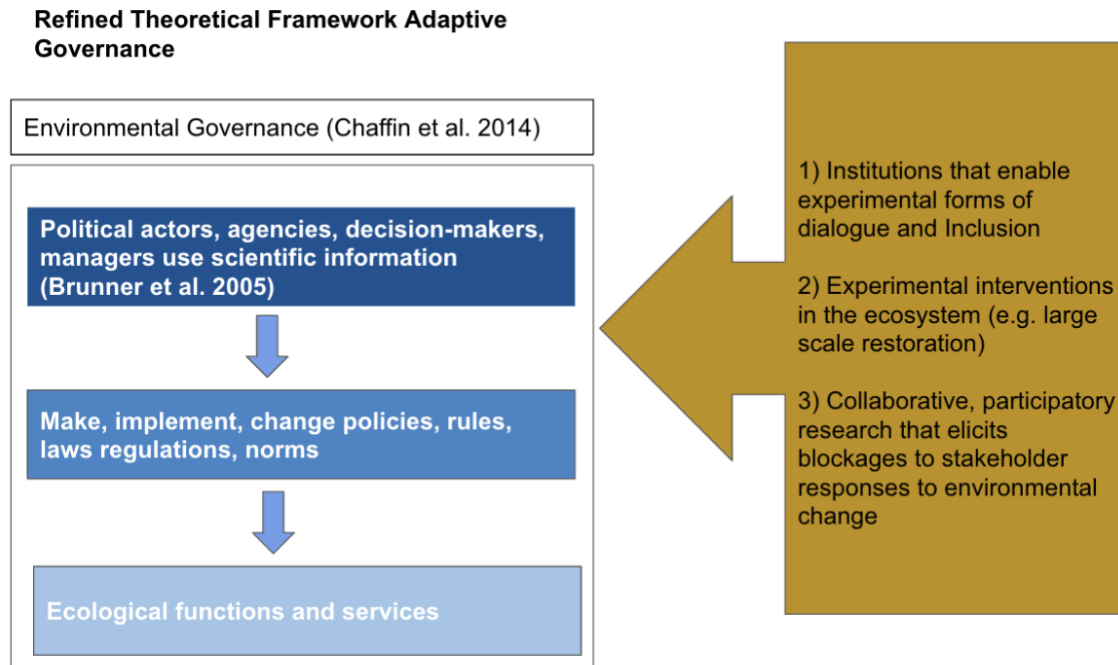 Refined Theoretical Framework Adaptive
Governance
Environmental Governance (Chaffin et al. 2014)
Political actors, agencies, decision-makers,
managers use scientific information
(Brunner et al. 2005)
Make, implement, change policies, rules,
laws regulations, norms
Ecological functions and services
1) Institutions that enable
experimental forms of
dialogue and Inclusion
2) Experimental interventions
in the ecosystem (e.g. large
scale restoration)
3) Collaborative, participatory
research that elicits
blockages to stakeholder
responses to environmental
change